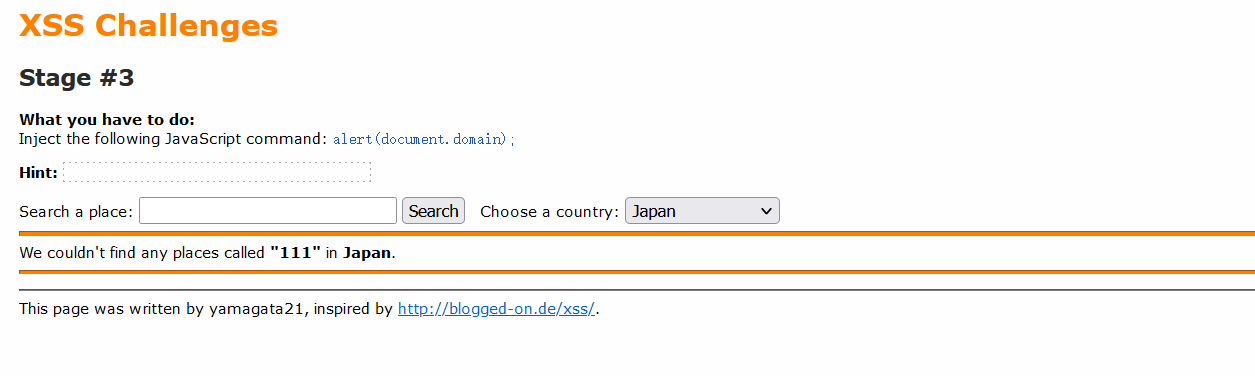 XSS Challenges
Stage #3
What you have to do:
Inject the following JavaScript command: alert(document.domain);
Hint:
Search a place: Search Choose a country: Japan
We couldn't find any places called "111" in Japan.
This page was written by yamagata21, inspired by http://blogged-on.de/xss/.